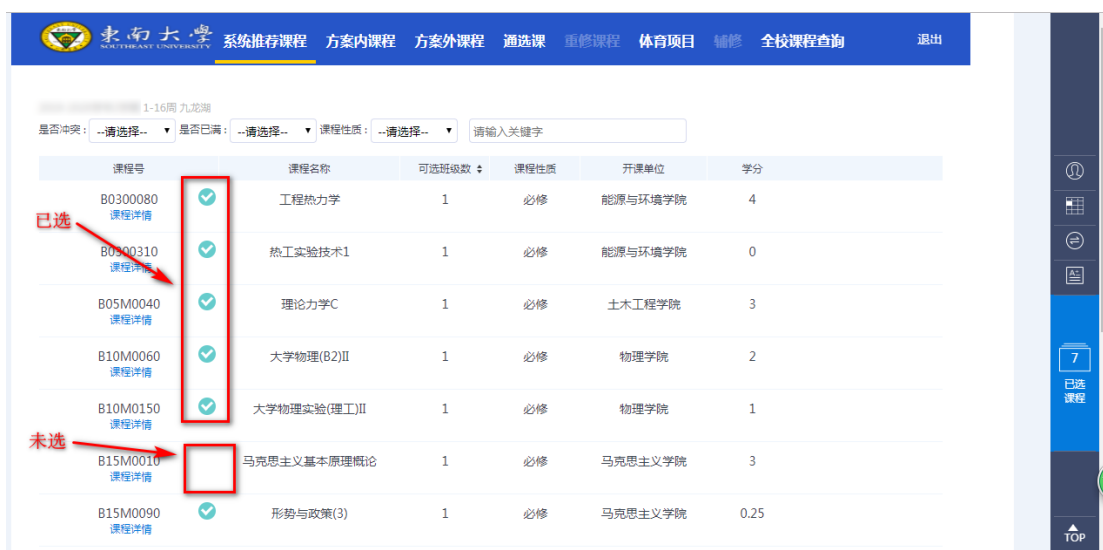 東南大學
SOUTHEAST UNIVERSITY
系统推荐课程 方案内课程 方案外课程 通选课 重修课程 体育项目 辅修 全校课程查询 退出
1-16周 九龙湖
是否冲突: --请选择-- 是否已满: --请选择-- 课程性质: --请选择-- 请输入关键字
课程号 课程名称 可选班级数 课程性质 开课单位 学分
B0300080 工程热力学 1 必修 能源与环境学院 4
课程详情
已选
B0300310 热工实验技术1 1 必修 能源与环境学院 0
课程详情
B05M0040 理论力学C 1 必修 土木工程学院 3
课程详情
B10M0060 大学物理(B2)II 1 必修 物理学院 2
课程详情
B10M0150 大学物理实验(理工)II 1 必修 物理学院 1
课程详情
未选
B15M0010 马克思主义基本原理概论 1 必修 马克思主义学院 3
课程详情
B15M0090 形势与政策(3) 1 必修 马克思主义学院 0.25
课程详情
7
已选
课程
TOP